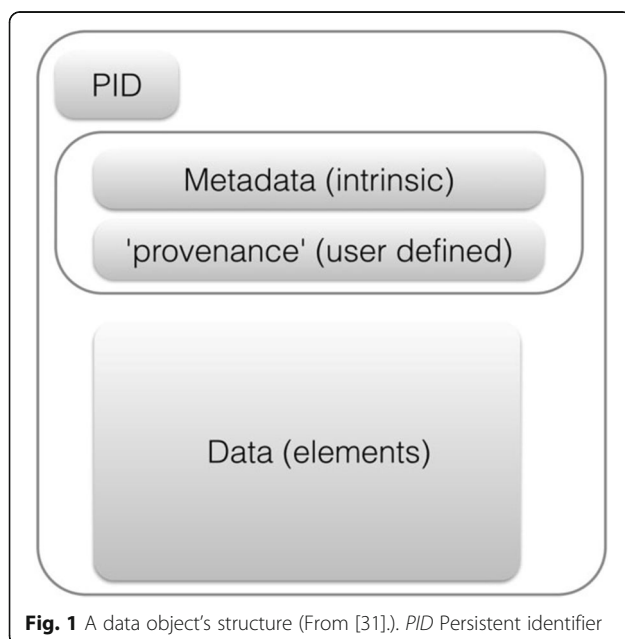 PID
Metadata (intrinsic)
'provenance' (user defined)
Data (elements)
Fig. 1 A data object's structure (From [31].). PID Persistent identifier